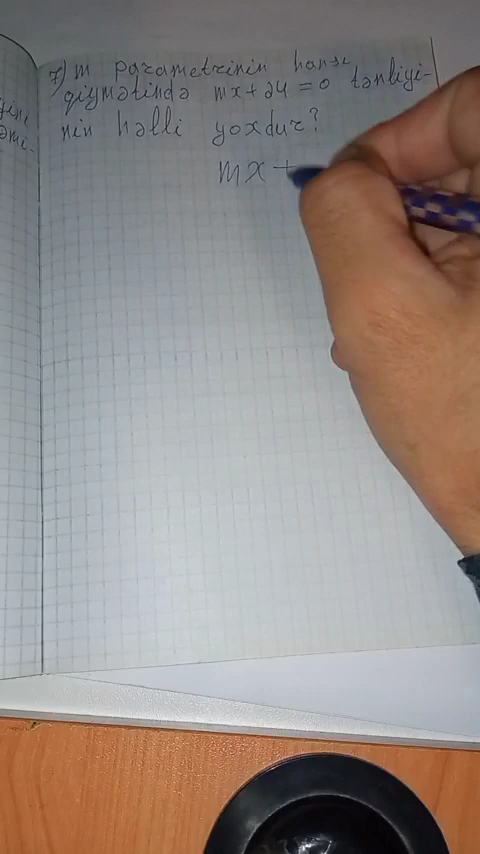 7) m parametrinin hansı
qiymətində mx+24=0 tənliyi-
nin həlli yoxdur?
mx+